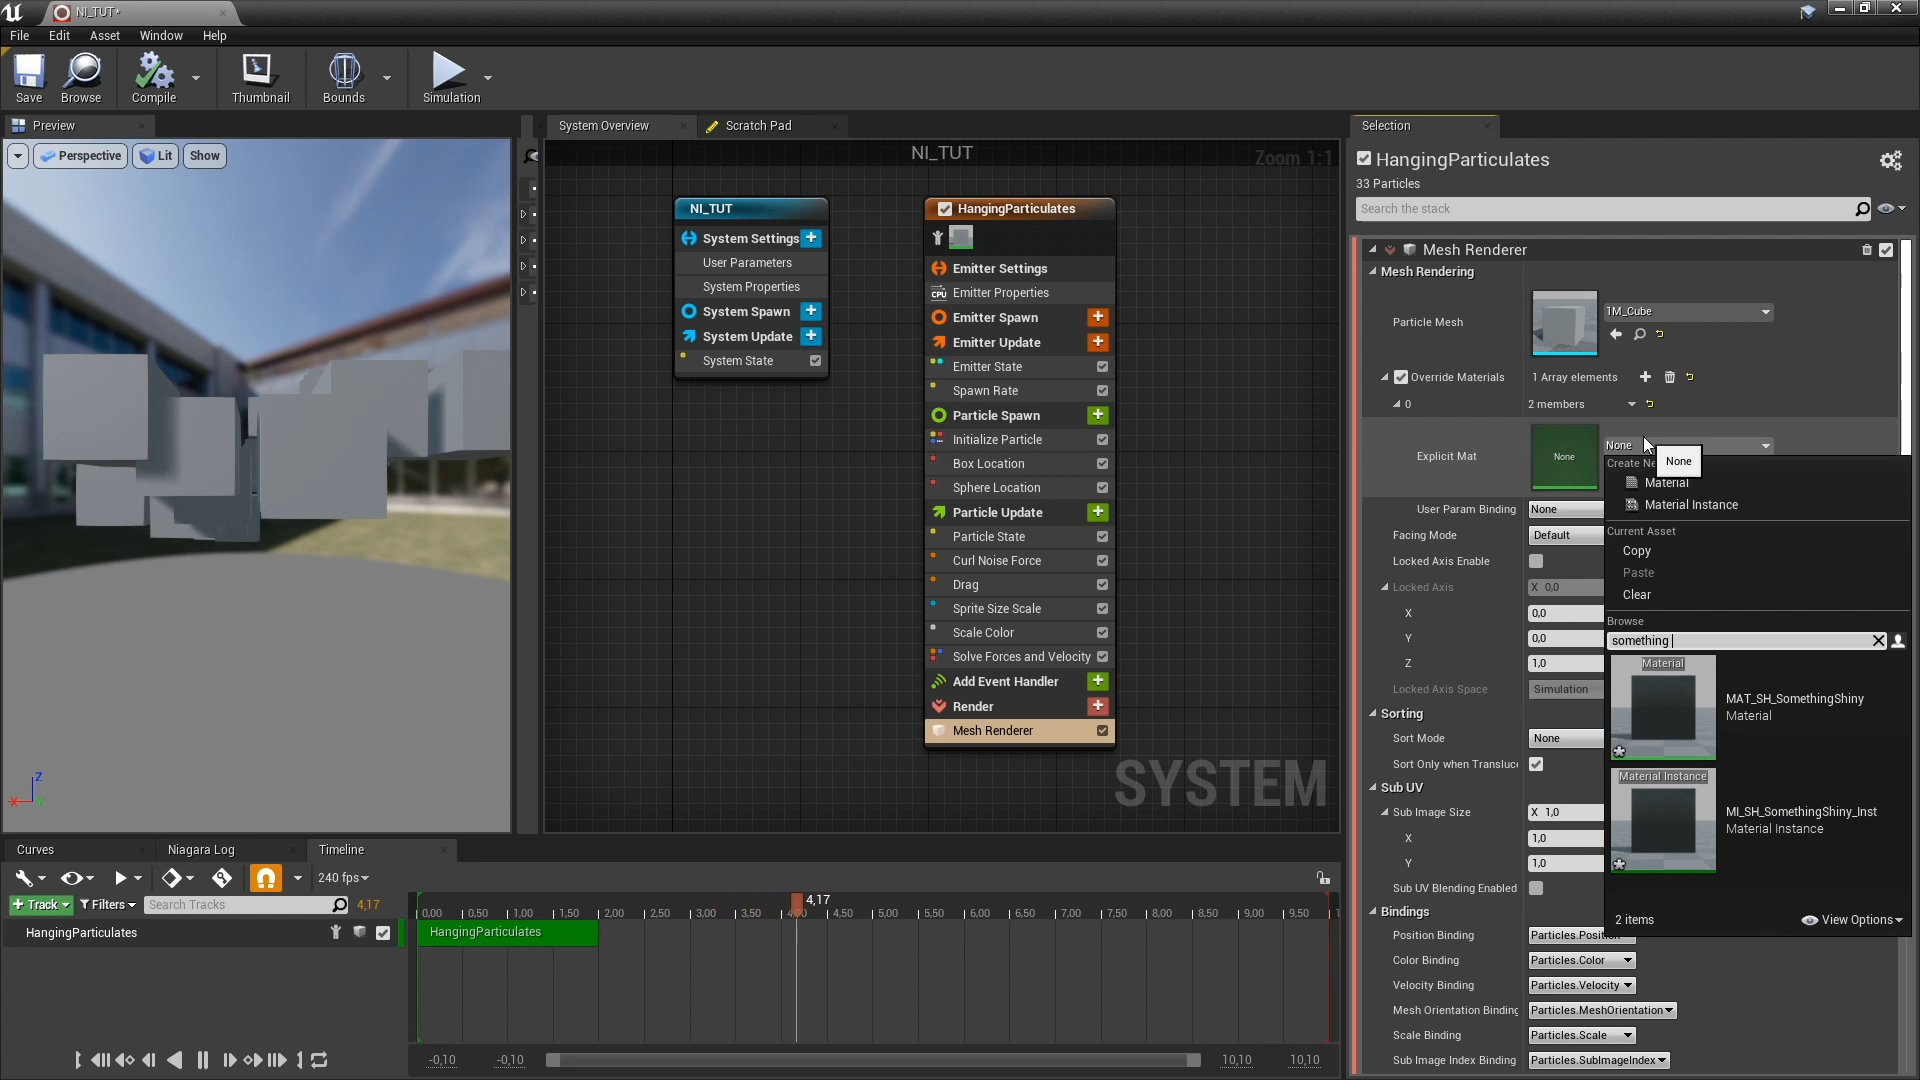 NI_TUT*
File Edit Asset Window Help
Save Browse Compile Thumbnail Bounds Simulation
Preview
Perspective Lit Show
System Overview Scratch Pad
NI_TUT
Zoom 1:1
NI_TUT
System Settings
User Parameters
System Properties
System Spawn
System Update
System State
HangingParticulates
Emitter Settings
CPU Emitter Properties
Emitter Spawn
Emitter Update
Emitter State
Spawn Rate
Particle Spawn
Initialize Particle
Box Location
Sphere Location
Particle Update
Particle State
Curl Noise Force
Drag
Sprite Size Scale
Scale Color
Solve Forces and Velocity
Add Event Handler
Render
Mesh Renderer
SYSTEM
X Y Z
Selection
HangingParticulates
33 Particles
Search the stack
Mesh Renderer
Mesh Rendering
Particle Mesh 1M_Cube
Override Materials 1 Array elements
0 2 members
Explicit Mat None None
None
Create Ne
Material
Material Instance
Current Asset
Copy
Paste
Clear
Browse
something
Material
MAT_SH_SomethingShiny
Material
Material Instance
MI_SH_SomethingShiny_Inst
Material Instance
2 items View Options
User Param Binding None
Facing Mode Default
Locked Axis Enable
Locked Axis X 0,0
X 0,0
Y 0,0
Z 1,0
Locked Axis Space Simulation
Sorting
Sort Mode None
Sort Only when Transluc
Sub UV
Sub Image Size X 1,0
X 1,0
Y 1,0
Sub UV Blending Enabled
Bindings
Position Binding Particles.Position
Color Binding Particles.Color
Velocity Binding Particles.Velocity
Mesh Orientation Binding Particles.MeshOrientation
Scale Binding Particles.Scale
Sub Image Index Binding Particles.SubImageIndex
Curves Niagara Log Timeline
240 fps
Track Filters Search Tracks 4,17
HangingParticulates
4,17
0,00 0,50 1,00 1,50 2,00 2,50 3,00 3,50 4,00 4,50 5,00 5,50 6,00 6,50 7,00 7,50 8,00 8,50 9,00 9,50 1
HangingParticulates
-0,10 -0,10 10,10 10,10